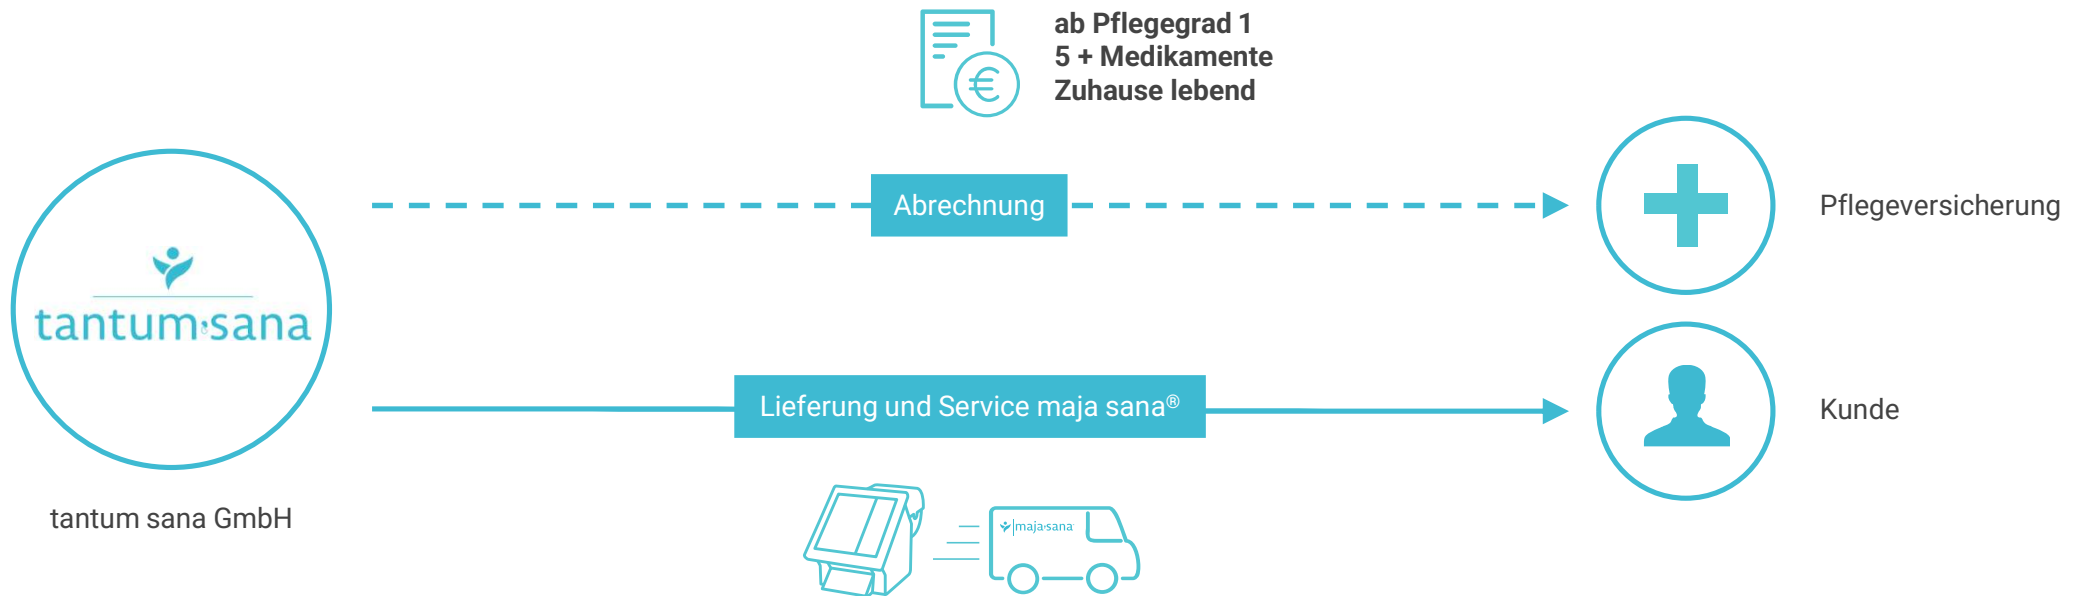 ab Pflegegrad 1
5 + Medikamente
Zuhause lebend
Abrechnung
Pflegeversicherung
tantum sana
Lieferung und Service maja sana®
Kunde
tantum sana GmbH
maja sana